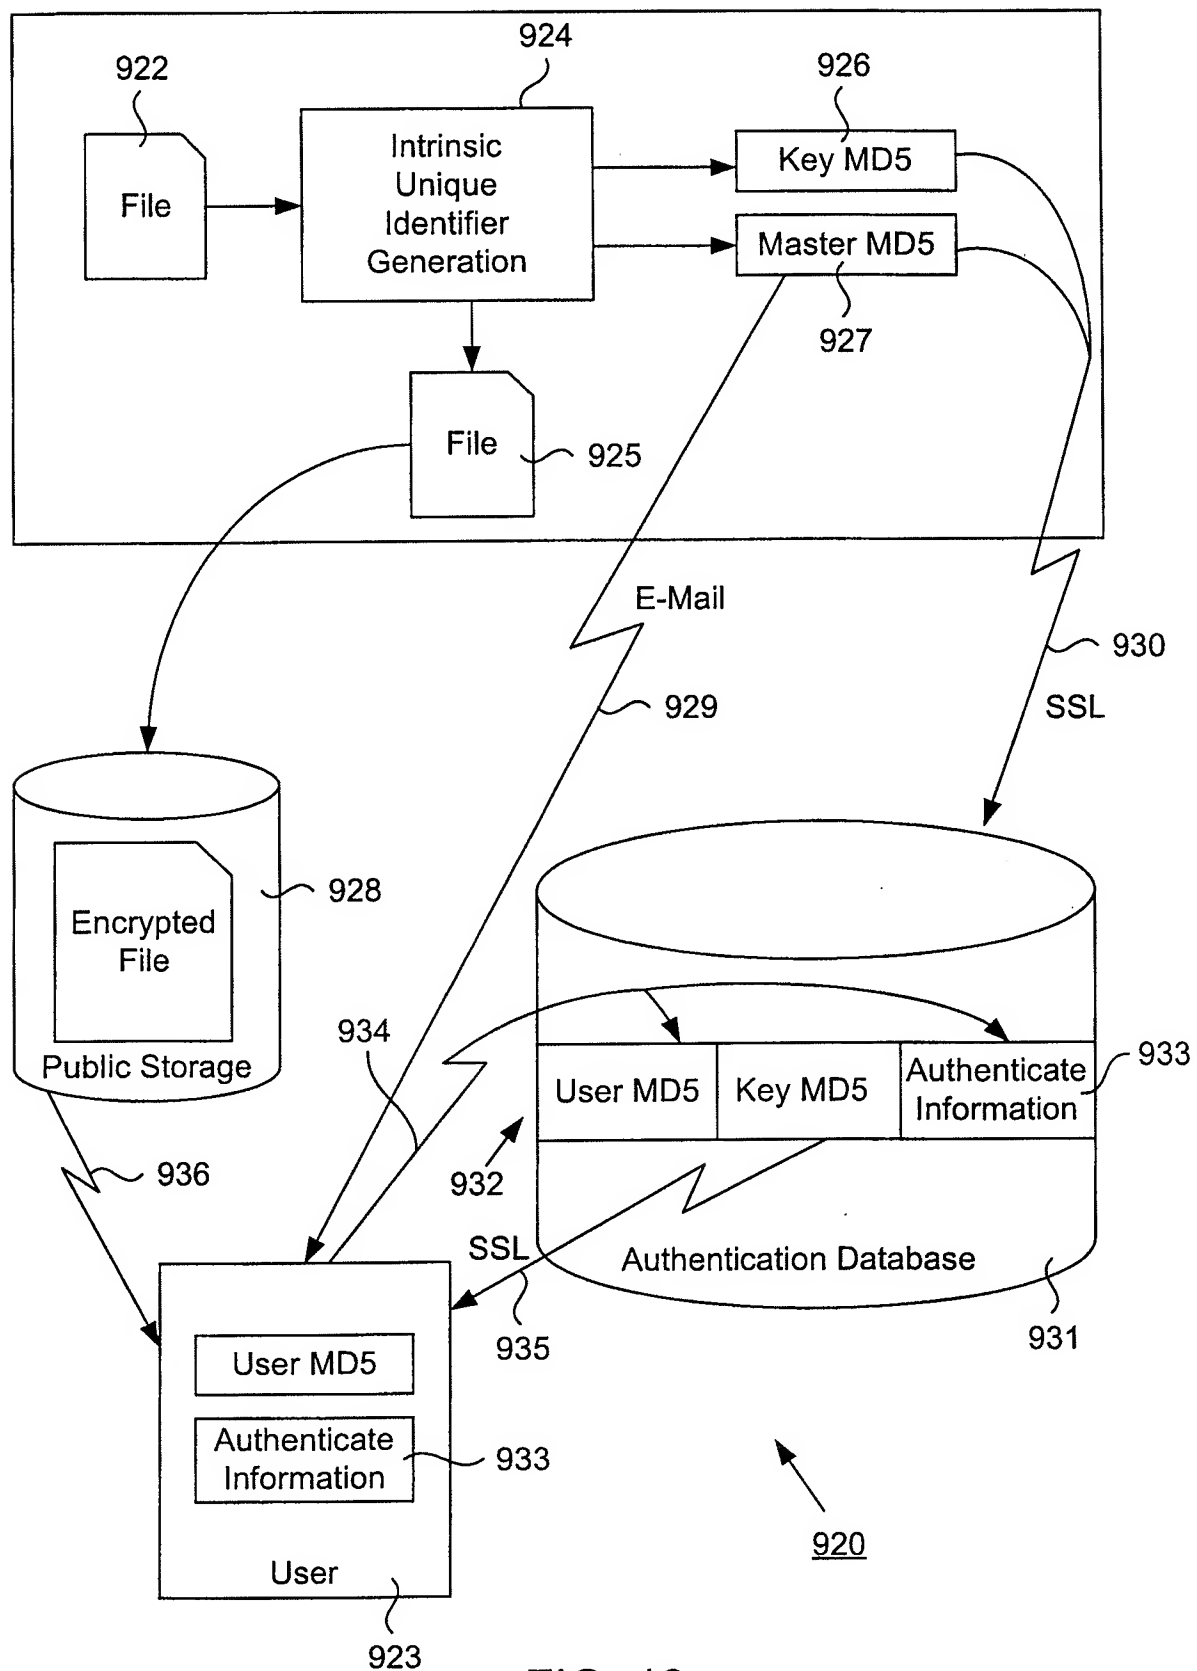 924
922
926
Intrinsic
Unique
Identifier
Generation
Key MD5
File
Master MD5
927
File
925
E-Mail
930
929
SSL
928
Encrypted
File
934
Public Storage
933
User MD5
Key MD5
Authenticate
Information
936
932
SSL
Authentication Database
935
931
User MD5
Authenticate
Information
933
920
User
923